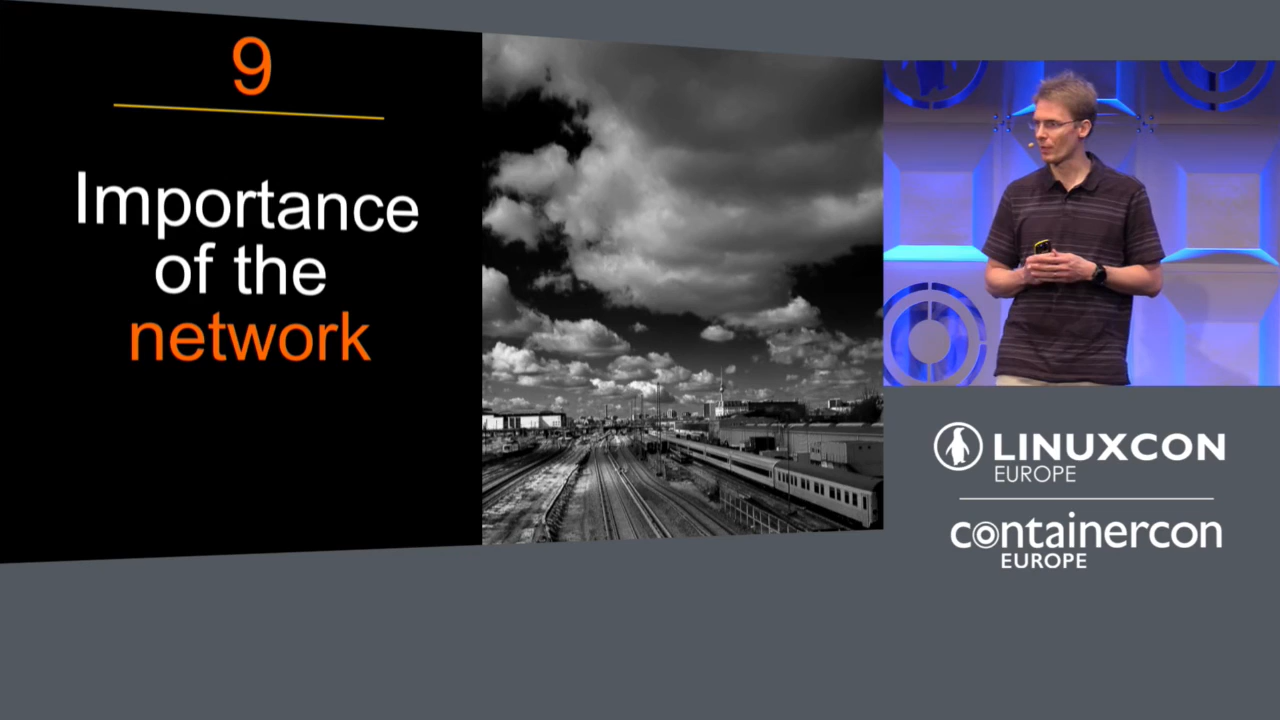 9
Importance
of the
network
LINUXCON
EUROPE
containercon
EUROPE